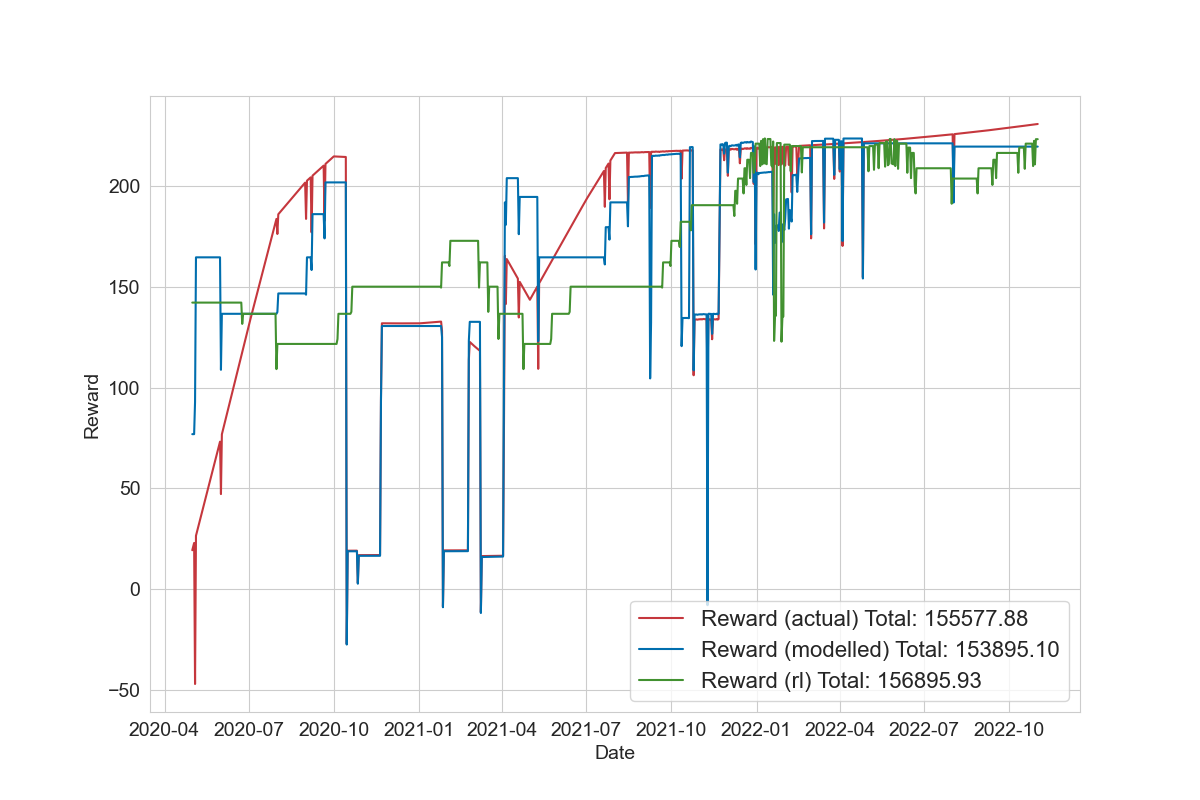 200
150
100
50
0
−50
Reward
2020-04 2020-07 2020-10 2021-01 2021-04 2021-07 2021-10 2022-01 2022-04 2022-07 2022-10
Date
Reward (actual) Total: 155577.88
Reward (modelled) Total: 153895.10
Reward (rl) Total: 156895.93